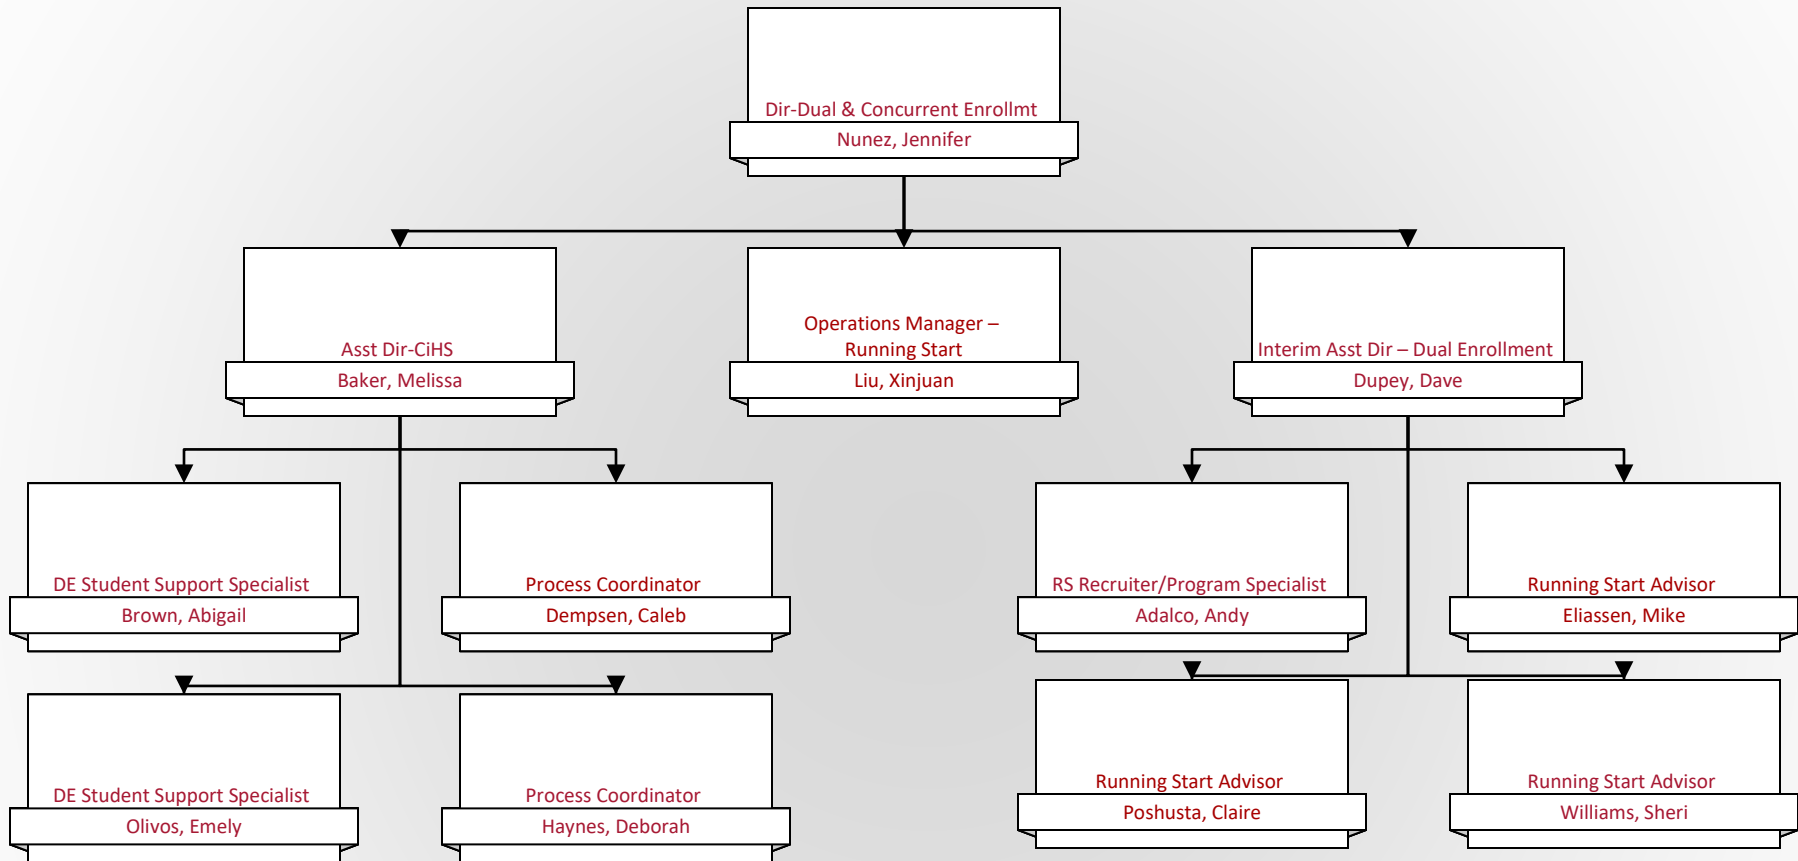 Dir-Dual & Concurrent Enrollmt
Nunez, Jennifer
Asst Dir-CiHS
Baker, Melissa
Operations Manager –
Running Start
Liu, Xinjuan
Interim Asst Dir – Dual Enrollment
Dupey, Dave
DE Student Support Specialist
Brown, Abigail
Process Coordinator
Dempsen, Caleb
RS Recruiter/Program Specialist
Adalco, Andy
Running Start Advisor
Eliassen, Mike
DE Student Support Specialist
Olivos, Emely
Process Coordinator
Haynes, Deborah
Running Start Advisor
Poshusta, Claire
Running Start Advisor
Williams, Sheri